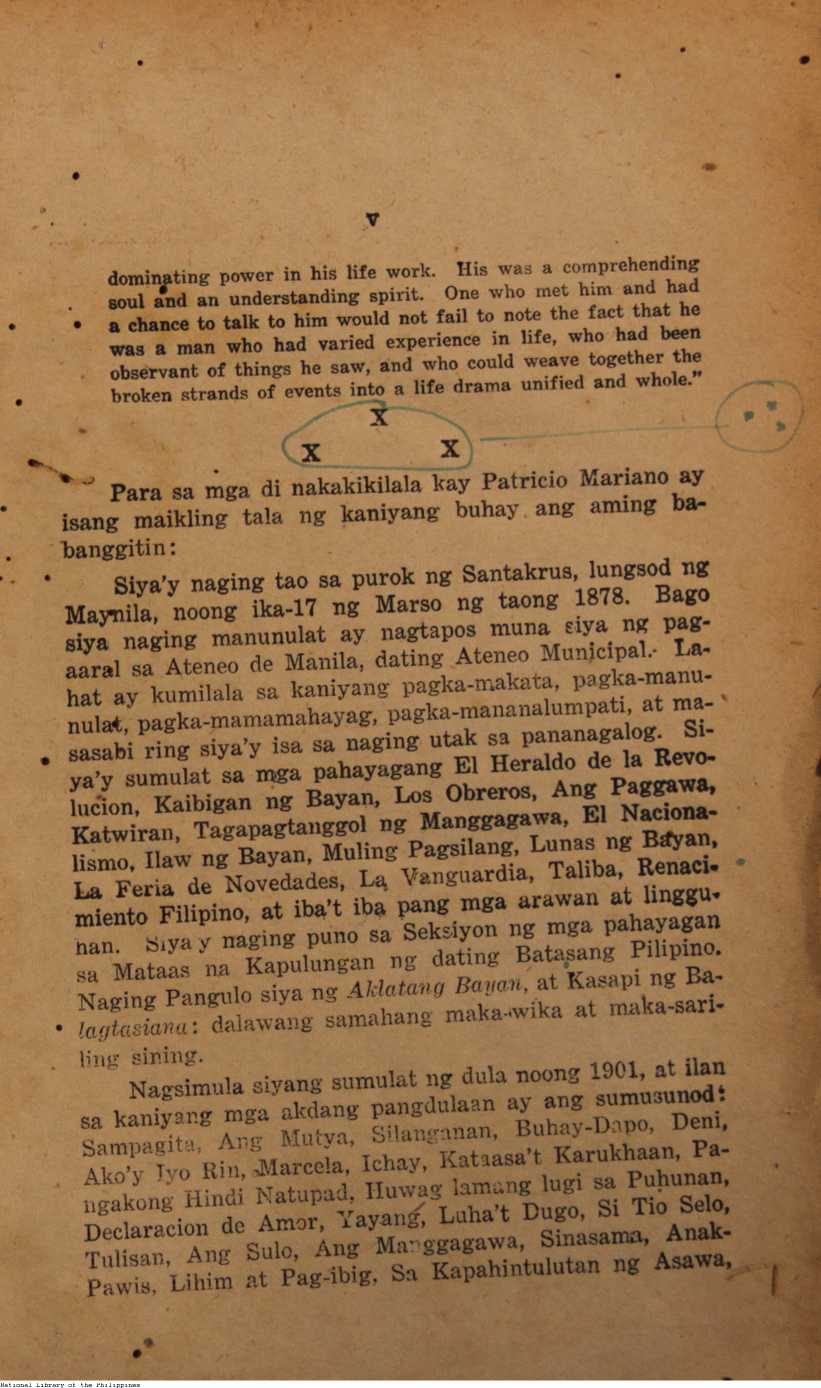 v
dominating power in his life work. His was a comprehending
soul and an understanding spirit. One who met him and had
a chance to talk to him would not fail to note the fact that he
was a man who had varied experience in life, who had been
observant of things he saw, and who could weave together the
broken strands of events into a life drama unified and whole."
X
X X
Para sa mga di nakakikilala kay Patricio Mariano ay
isang maikling tala ng kaniyang buhay ang aming ba-
banggitin:
Siya'y naging tao sa purok ng Santakrus, lungsod ng
Maynila, noong ika-17 ng Marso ng taong 1878. Bago
siya naging manunulat ay nagtapos muna siya ng pag-
aaral sa Ateneo de Manila, dating Ateneo Municipal. La-
hat ay kumilala sa kaniyang pagka-makata, pagka-manu-
nulat, pagka-mamamahayag, pagka-mananalumpati, at ma-
sasabi ring siya'y isa sa naging utak sa pananagalog. Si-
ya'y sumulat sa mga pahayagang El Heraldo de la Revo-
lucion, Kaibigan ng Bayan, Los Obreros, Ang Paggawa,
Katwiran, Tagapagtanggol ng Manggagawa, El Naciona-
lismo, Ilaw ng Bayan, Muling Pagsilang, Lunas ng Bayan,
La Feria de Novedades, La Vanguardia, Taliba, Renaci-
miento Filipino, at iba't iba pang mga arawan at linggu-
han. Siya y naging puno sa Seksiyon ng mga pahayagan
sa Mataas na Kapulungan ng dating Batasang Pilipino.
Naging Pangulo siya ng Aklatang Bayan, at Kasapi ng Ba-
lagtasiana: dalawang samahang maka-wika at maka-sari-
ling sining.
Nagsimula siyang sumulat ng dula noong 1901, at ilan
sa kaniyang mga akdang pangdulaan ay ang sumusunod:
Sampagita, Ang Mutya, Silanganan, Buhay-Dapo, Deni,
Ako'y Iyo Rin, Marcela, Ichay, Kataasa't Karukhaan, Pa-
ngakong Hindi Natupad, Huwag lamang lugi sa Puhunan,
Declaracion de Amor, Yayang, Luha't Dugo, Si Tio Selo,
Tulisan, Ang Sulo, Ang Manggagawa, Sinasama, Anak-
Pawis, Lihim at Pag-ibig, Sa Kapahintulutan ng Asawa,
National Library of the Philippines